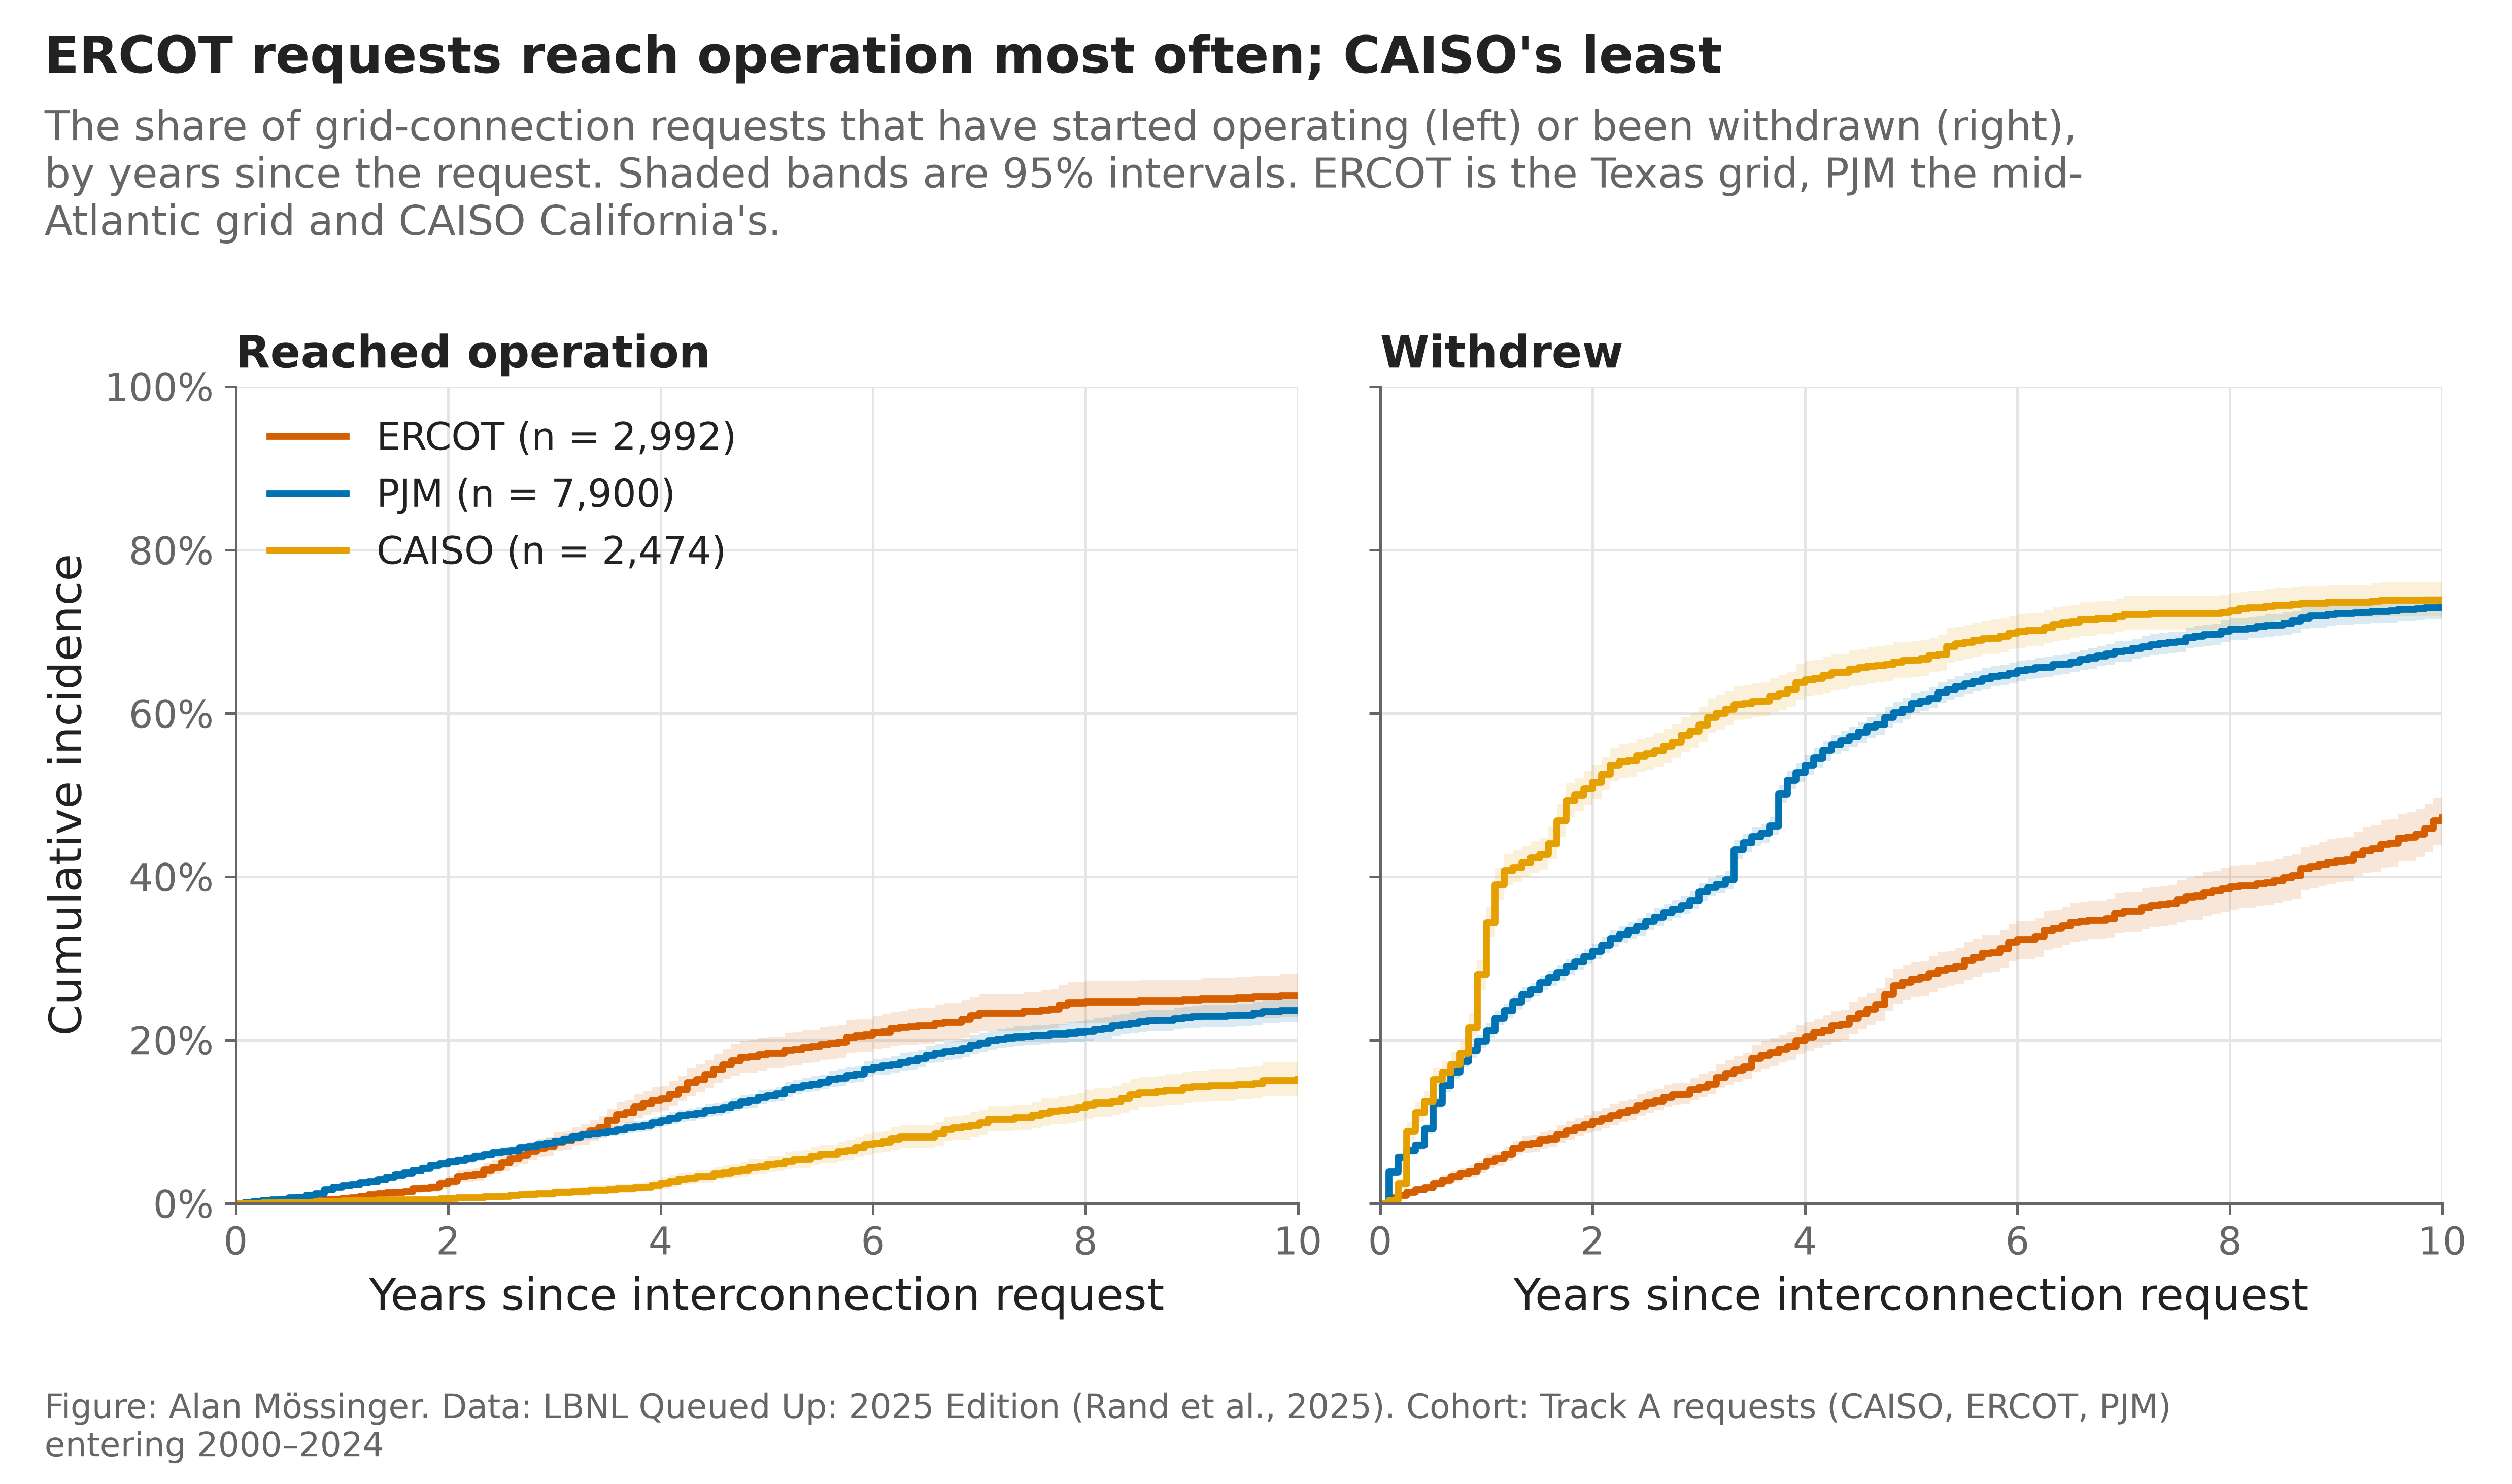 ERCOT requests reach operation most often; CAISO's least
The share of grid-connection requests that have started operating (left) or been withdrawn (right),
by years since the request. Shaded bands are 95% intervals. ERCOT is the Texas grid, PJM the mid-
Atlantic grid and CAISO California's.
Reached operation
Cumulative incidence
100%
80%
60%
40%
20%
0%
ERCOT (n = 2,992)
PJM (n = 7,900)
CAISO (n = 2,474)
0 2 4 6 8 10
Years since interconnection request
Withdrew
0 2 4 6 8 10
Years since interconnection request
Figure: Alan Mössinger. Data: LBNL Queued Up: 2025 Edition (Rand et al., 2025). Cohort: Track A requests (CAISO, ERCOT, PJM)
entering 2000–2024